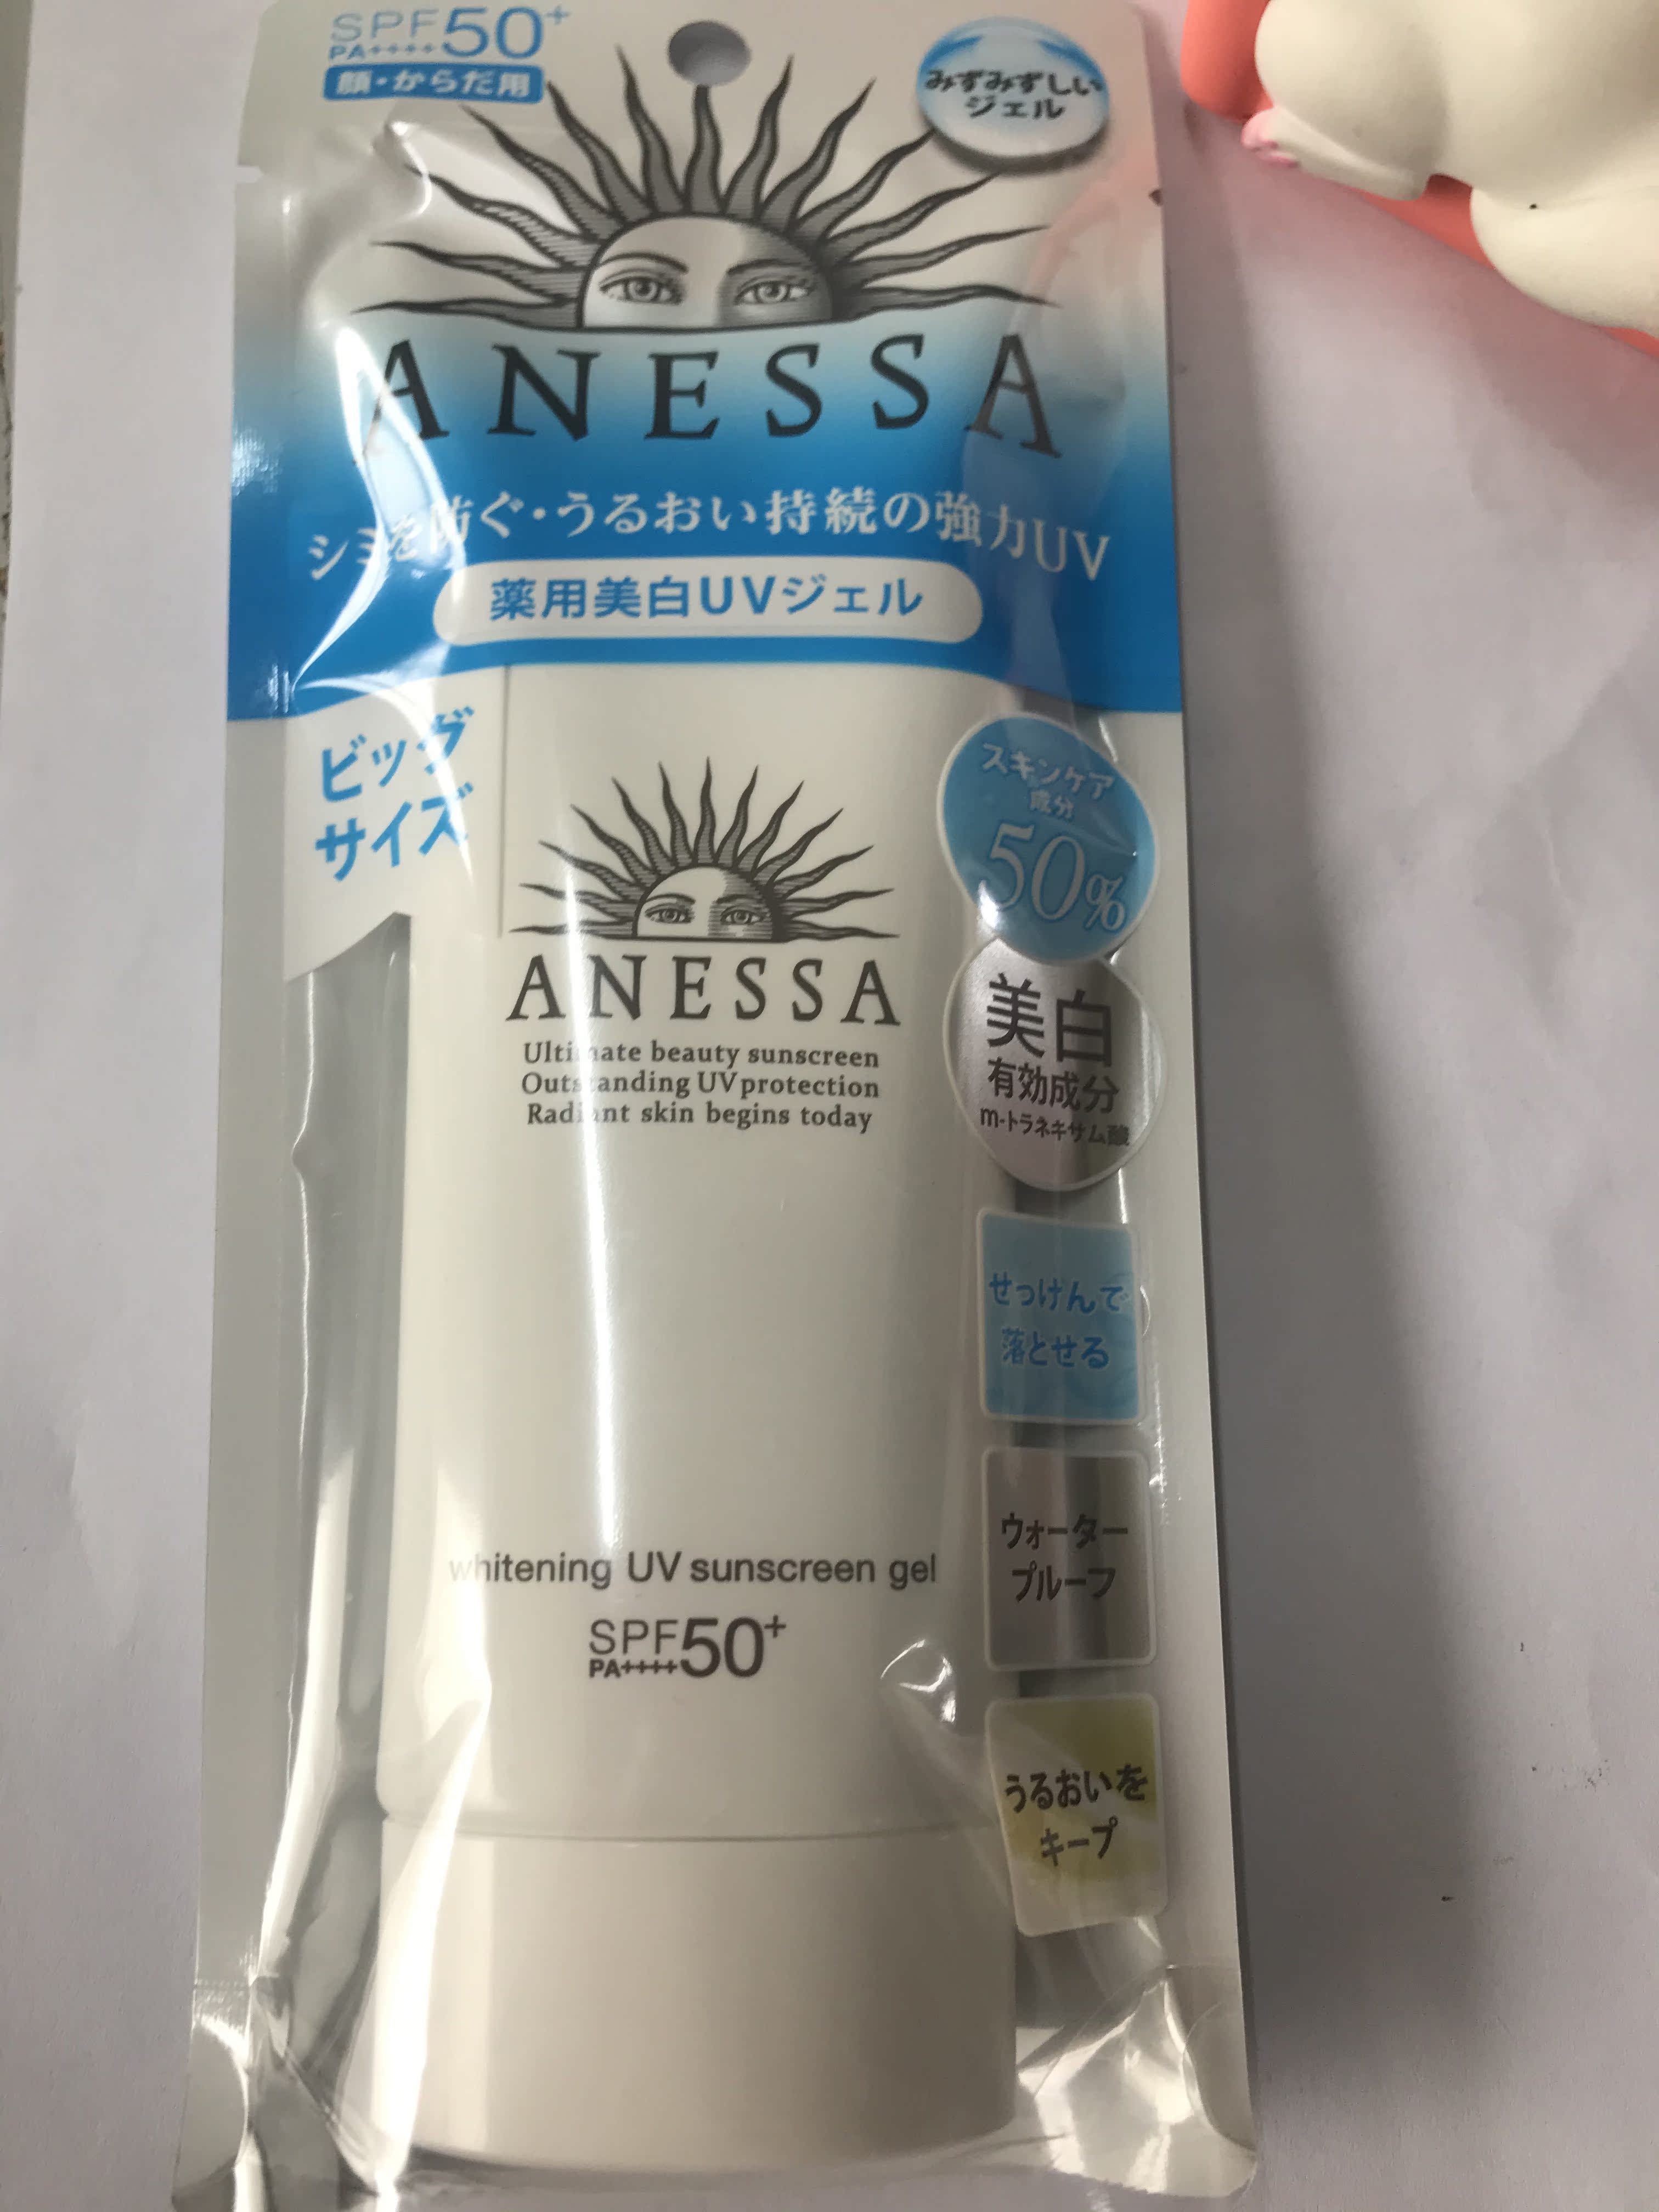 SPF50+
PA++++
顔・からだ用
みずみずしい
ジェル
ANESSA
シミを防ぐ・うるおい持続の強力UV
薬用美白UVジェル
ビッグ
サイズ
スキンケア
成分
50%
ANESSA
Ultimate beauty sunscreen
Outstanding UV protection
Radiant skin begins today
美白
有効成分
m-トラネキサム酸
せっけんで
落とせる
ウォーター
プルーフ
whitening UV sunscreen gel
SPF50+
PA++++
うるおいを
キープ